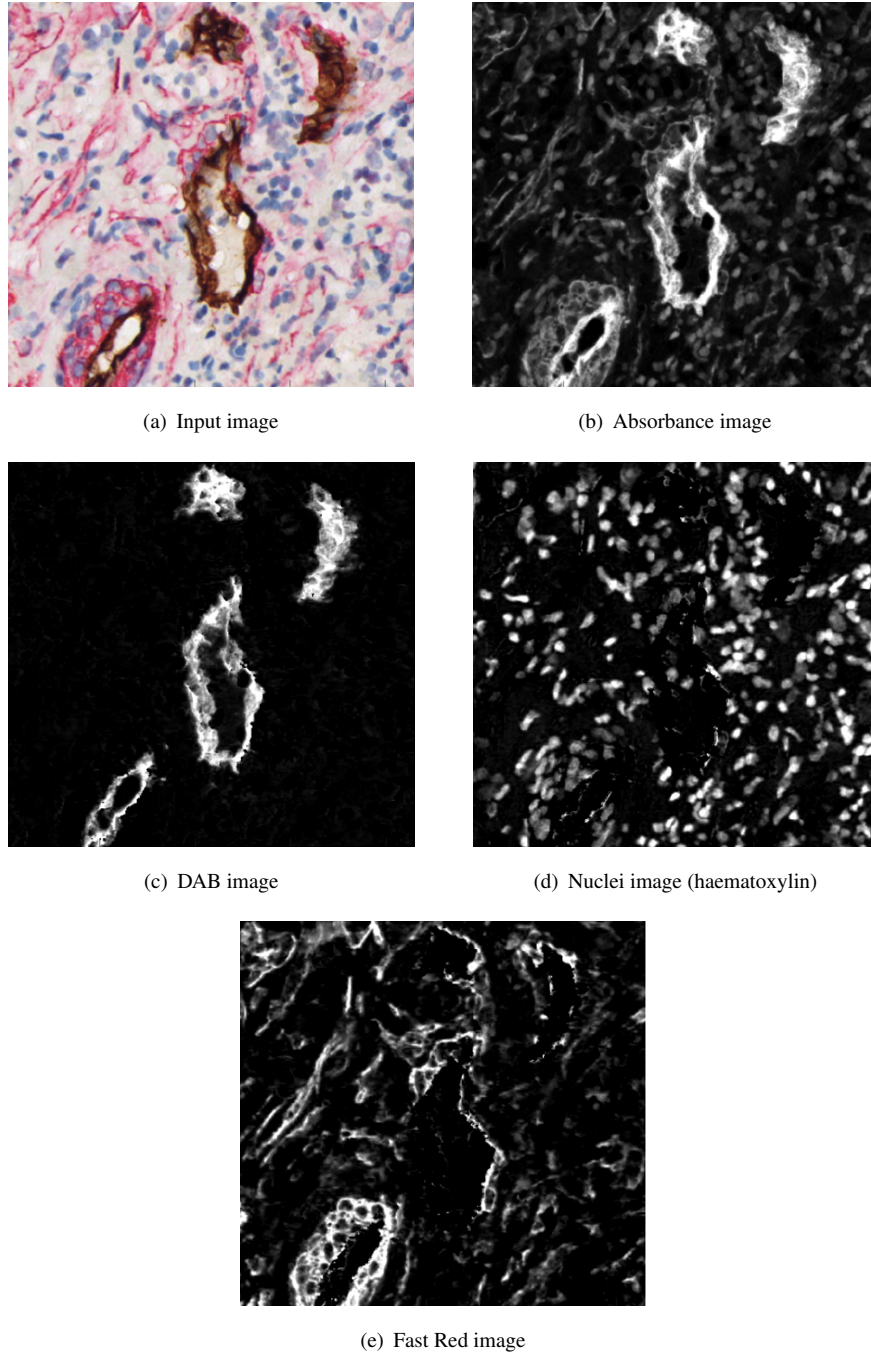 (a) Input image
(b) Absorbance image
(c) DAB image
(d) Nuclei image (haematoxylin)
(e) Fast Red image